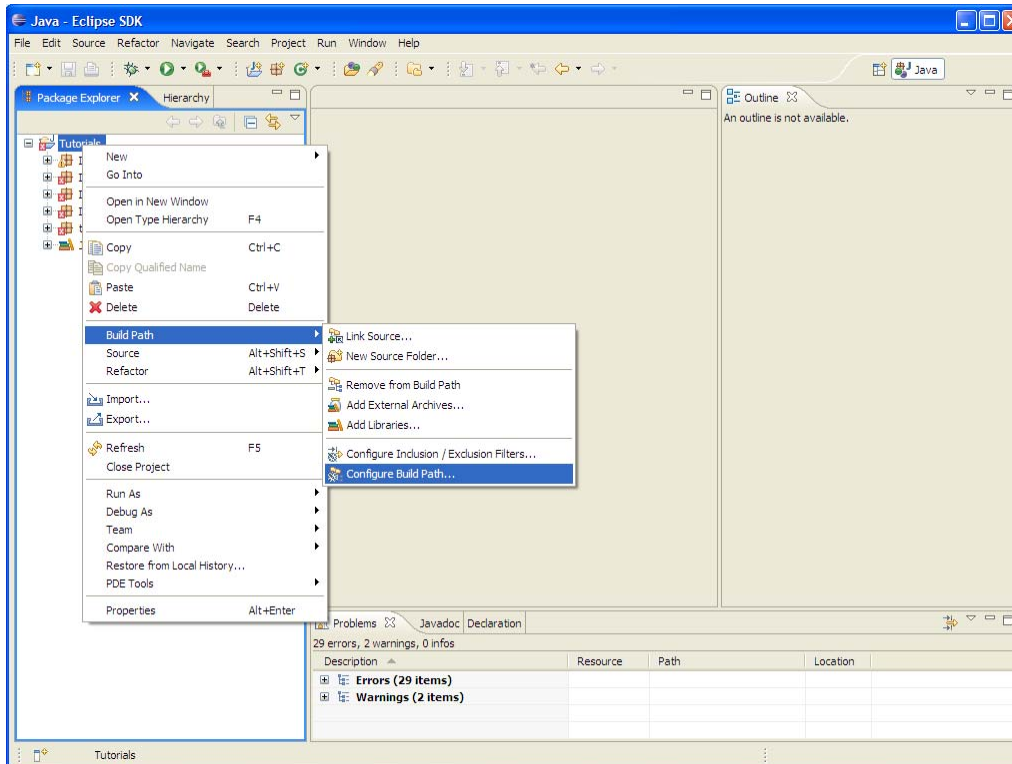 Java - Eclipse SDK
File Edit Source Refactor Navigate Search Project Run Window Help
Java
Package Explorer Hierarchy
Outline
An outline is not available.
Tutorials
New
Go Into
Open in New Window
Open Type Hierarchy F4
Copy Ctrl+C
Copy Qualified Name
Paste Ctrl+V
Delete Delete
Build Path
Source Alt+Shift+S
Refactor Alt+Shift+T
Import...
Export...
Refresh F5
Close Project
Run As
Debug As
Team
Compare With
Restore from Local History...
PDE Tools
Properties Alt+Enter
Link Source...
New Source Folder...
Remove from Build Path
Add External Archives...
Add Libraries...
Configure Inclusion / Exclusion Filters...
Configure Build Path...
Problems Javadoc Declaration
29 errors, 2 warnings, 0 infos
Description Resource Path Location
Errors (29 items)
Warnings (2 items)
Tutorials